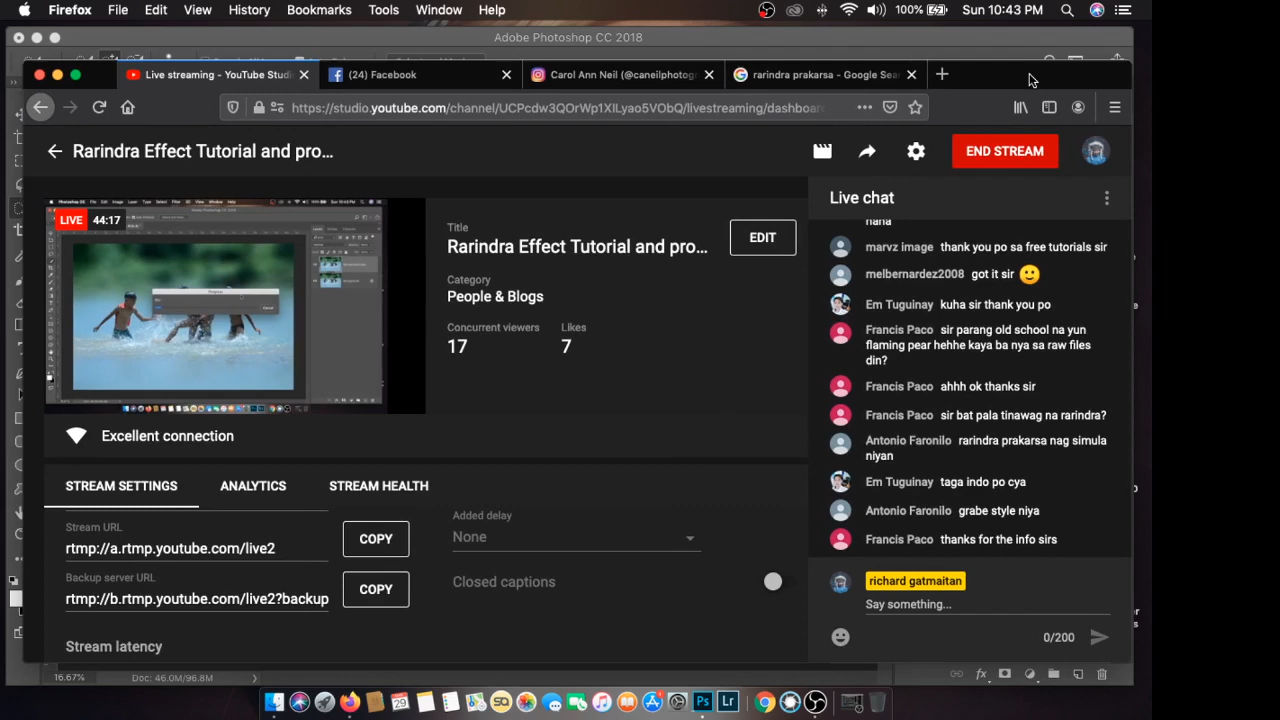 Firefox File Edit View History Bookmarks Tools Window Help 100% Sun 10:43 PM
Adobe Photoshop CC 2018
Live streaming - YouTube Studi (24) Facebook Carol Ann Neil (@caneilphotogr rarindra prakarsa - Google Sea
https://studio.youtube.com/channel/UCPcdw3QOrWp1XILyao5VObQ/livestreaming/dashboa
Rarindra Effect Tutorial and pro...
END STREAM
LIVE 44:17
Title
Rarindra Effect Tutorial and pro...
EDIT
Category
People & Blogs
Concurrent viewers Likes
17 7
Excellent connection
STREAM SETTINGS ANALYTICS STREAM HEALTH
Stream URL
rtmp://a.rtmp.youtube.com/live2
COPY
Backup server URL
rtmp://b.rtmp.youtube.com/live2?backup
COPY
Added delay
None
Closed captions
Stream latency
Live chat
nana
marvz image thank you po sa free tutorials sir
melbernardez2008 got it sir
Em Tuguinay kuha sir thank you po
Francis Paco sir parang old school na yun
flaming pear hehhe kaya ba nya sa raw files
din?
Francis Paco ahhh ok thanks sir
Francis Paco sir bat pala tinawag na rarindra?
Antonio Faronilo rarindra prakarsa nag simula
niyan
Em Tuguinay taga indo po cya
Antonio Faronilo grabe style niya
Francis Paco thanks for the info sirs
richard gatmaitan
Say something...
0/200
16.67% Doc: 46.0M/96.8M
29
Ps Lr